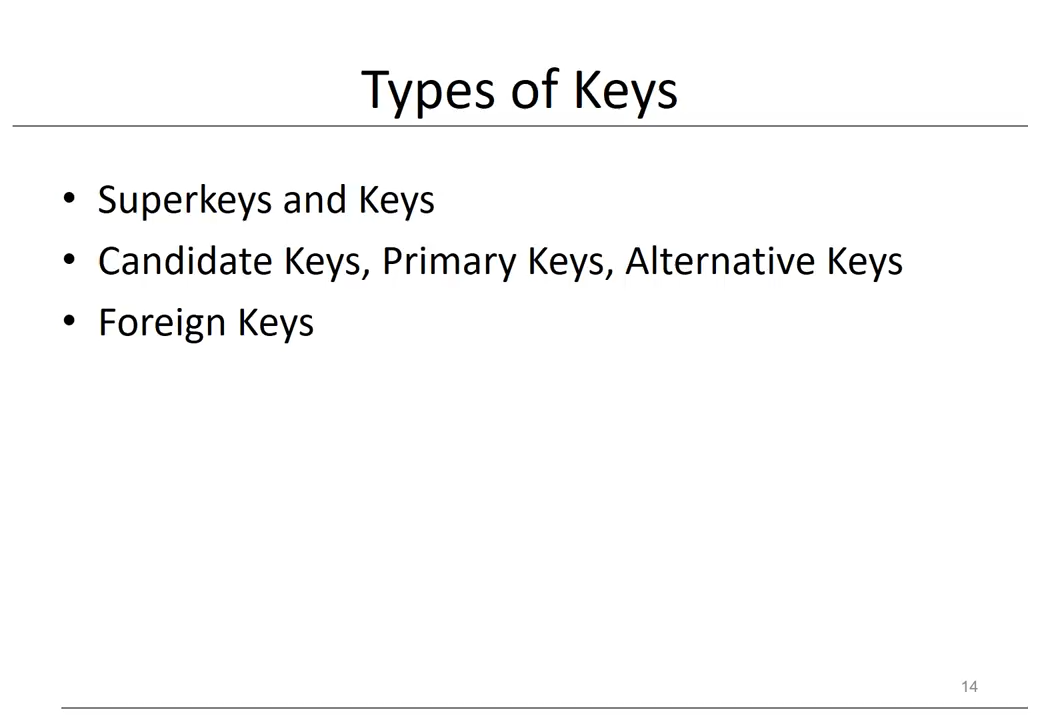 Types of Keys
• Superkeys and Keys
• Candidate Keys, Primary Keys, Alternative Keys
• Foreign Keys
14